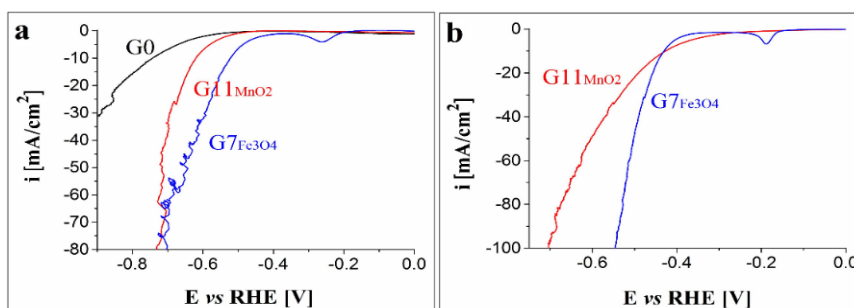 a
G0
G11MnO2
G7Fe3O4
i [mA/cm²]
0
-10
-20
-30
-40
-50
-60
-70
-80
-0.8
-0.6
-0.4
-0.2
0.0
E vs RHE [V]
b
G11MnO2
G7Fe3O4
i [mA/cm²]
0
-20
-40
-60
-80
-100
-0.6
-0.4
-0.2
0.0
E vs RHE [V]